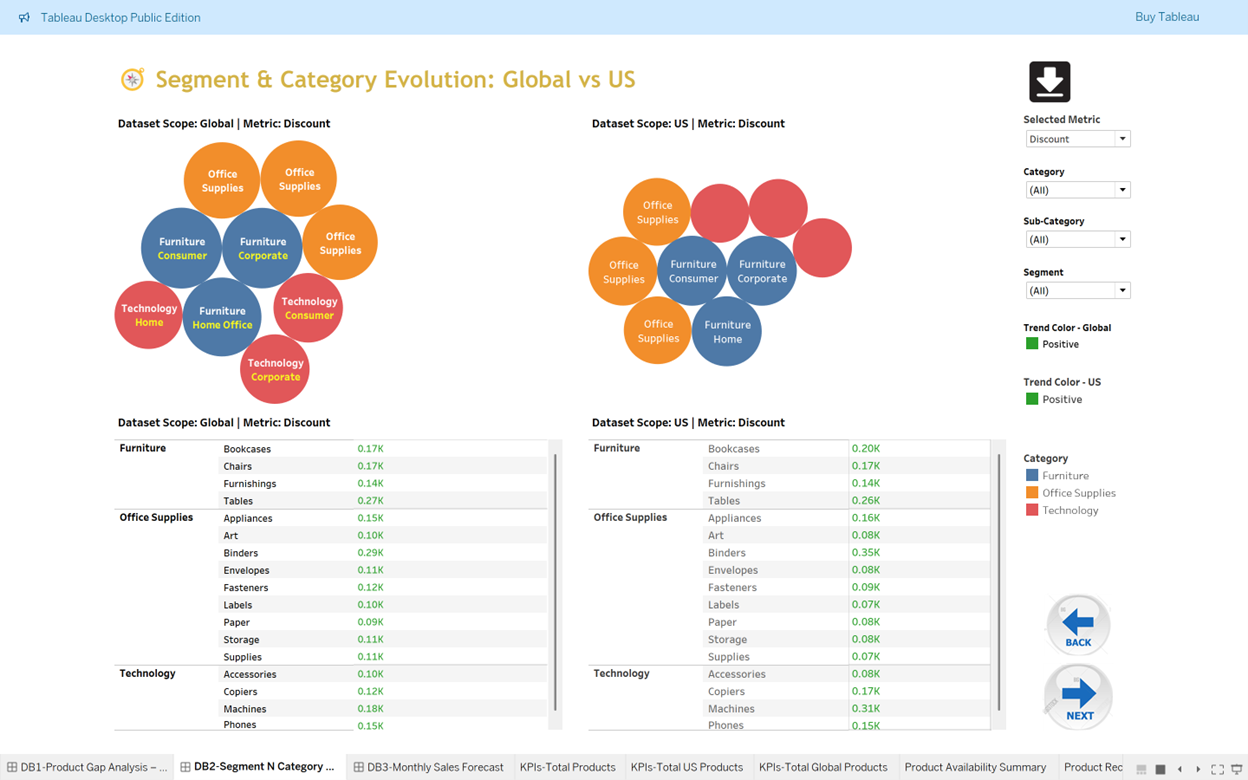 Tableau Desktop Public Edition
Buy Tableau
Segment & Category Evolution: Global vs US
Dataset Scope: Global | Metric: Discount
Office
Supplies
Office
Supplies
Furniture
Consumer
Furniture
Corporate
Office
Supplies
Technology
Home
Furniture
Home Office
Technology
Consumer
Technology
Corporate
Dataset Scope: US | Metric: Discount
Office
Supplies
Office
Supplies
Furniture
Consumer
Furniture
Corporate
Office
Supplies
Furniture
Home
Selected Metric
Discount
Category
(All)
Sub-Category
(All)
Segment
(All)
Trend Color - Global
Positive
Trend Color - US
Positive
Category
Furniture
Office Supplies
Technology
Dataset Scope: Global | Metric: Discount
Furniture Bookcases 0.17K
Chairs 0.17K
Furnishings 0.14K
Tables 0.27K
Office Supplies Appliances 0.15K
Art 0.10K
Binders 0.29K
Envelopes 0.11K
Fasteners 0.12K
Labels 0.10K
Paper 0.09K
Storage 0.11K
Supplies 0.11K
Technology Accessories 0.10K
Copiers 0.12K
Machines 0.18K
Phones 0.15K
Dataset Scope: US | Metric: Discount
Furniture Bookcases 0.20K
Chairs 0.17K
Furnishings 0.14K
Tables 0.26K
Office Supplies Appliances 0.16K
Art 0.08K
Binders 0.35K
Envelopes 0.08K
Fasteners 0.09K
Labels 0.07K
Paper 0.08K
Storage 0.08K
Supplies 0.07K
Technology Accessories 0.08K
Copiers 0.17K
Machines 0.31K
Phones 0.15K
BACK
NEXT
DB1-Product Gap Analysis – ...
DB2-Segment N Category ...
DB3-Monthly Sales Forecast
KPIs-Total Products
KPIs-Total US Products
KPIs-Total Global Products
Product Availability Summary
Product Rec